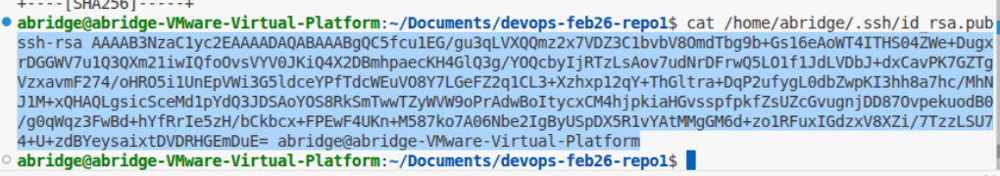 +----[SHA256]-----+
abridge@abridge-VMware-Virtual-Platform:~/Documents/devops-feb26-repo1$ cat /home/abridge/.ssh/id_rsa.pub
ssh-rsa AAAAB3NzaC1yc2EAAAADAQABAAABgQC5fcu1EG/gu3qLVXQQmz2x7VDZ3C1bvbV8OmdTbg9b+Gs16eAoWT4ITHS04ZWe+Dugx
rDGGWV7u1Q3QXm21iwIQfoOvsVYV0JKiQ4X2DBmhpaecKH4GlQ3g/YOQcbyIjRTzLsAov7udNrDFrwQ5LO1f1JdLVDbJ+dxCavPK7GZTg
VzxavmF274/oHRO5i1UnEpVWi3G5ldceYPfTdcWEuVO8Y7LGeFZ2q1CL3+Xzhxp12qY+ThGltra+DqP2ufygL0dbZwpKI3hh8a7hc/MhN
J1M+xQHAQLgsicSceMd1pYdQ3JDSAoYOS8RkSmTwwTZyWVW9oPrAdwBoItycxCM4hjpkiaHGvsspfpkfZsUZcGvugnjDD87OvpekuodB0
/g0qWqz3FwBd+hYfRrIe5zH/bCkbcx+FPEwF4UKn+M587ko7A06Nbe2IgByUSpDX5R1vYAtMMgGM6d+zo1RFuxIGdzxV8XZi/7TzzLSU7
4+U+zdBYeysaixtDVDRHGEmDuE= abridge@abridge-VMware-Virtual-Platform
abridge@abridge-VMware-Virtual-Platform:~/Documents/devops-feb26-repo1$